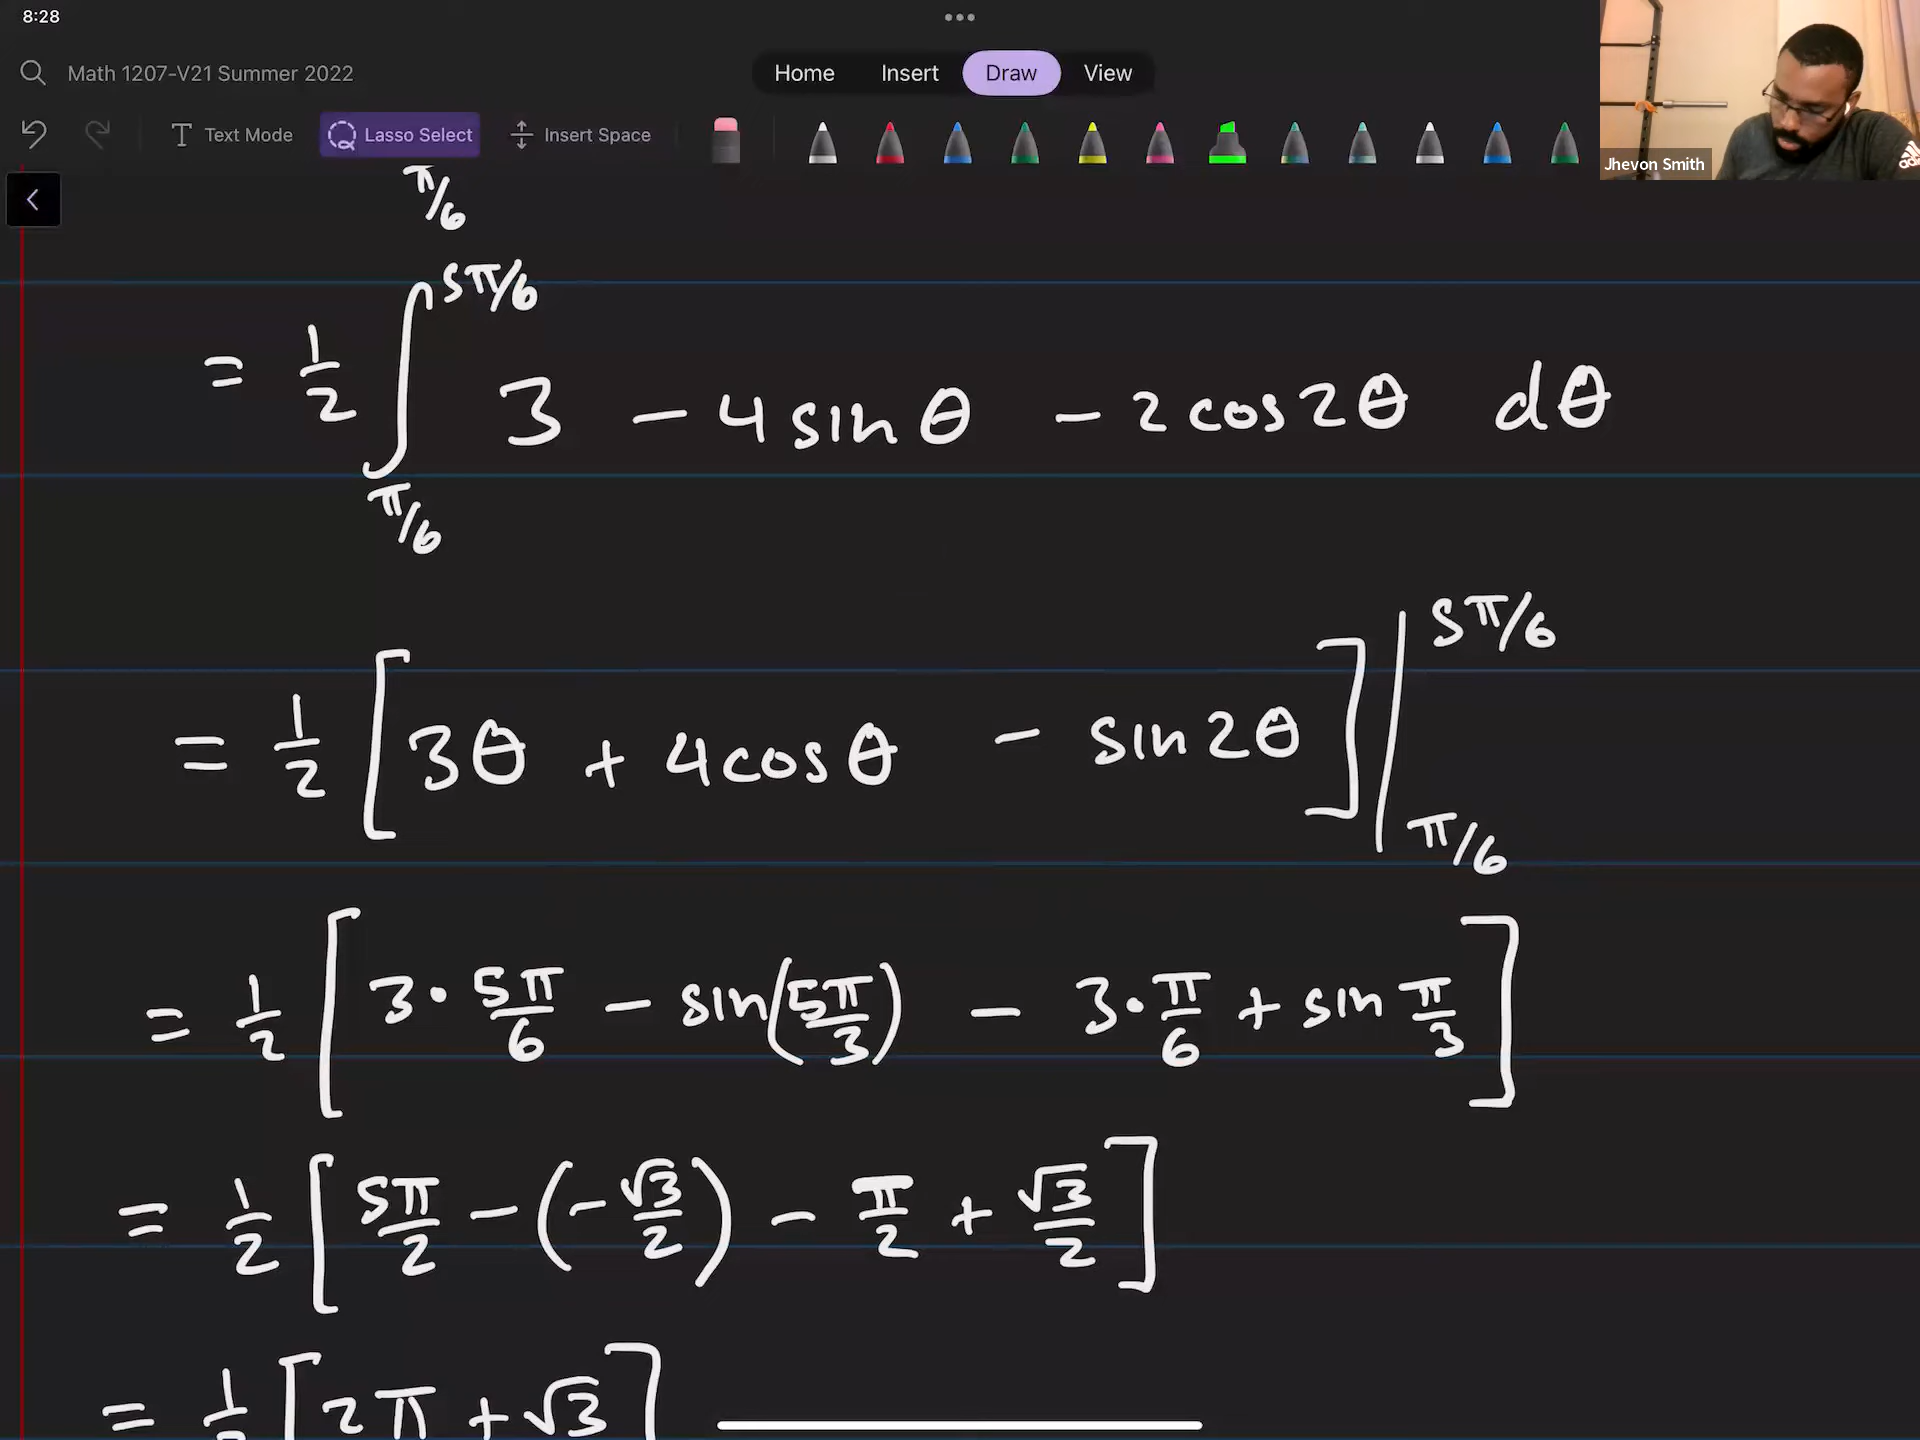 8:28
Math 1207-V21 Summer 2022
Home Insert Draw View
Text Mode Lasso Select Insert Space
Jhevon Smith
π/6
= 1/2 ∫_{π/6}^{5π/6} 3 - 4 sin θ - 2 cos 2θ dθ
= 1/2 [3θ + 4 cos θ - sin 2θ] |_{π/6}^{5π/6}
= 1/2 [3 · 5π/6 - sin(5π/3) - 3 · π/6 + sin π/3]
= 1/2 [5π/2 - (-√3/2) - π/2 + √3/2]
= 1/2 [2π + √3]